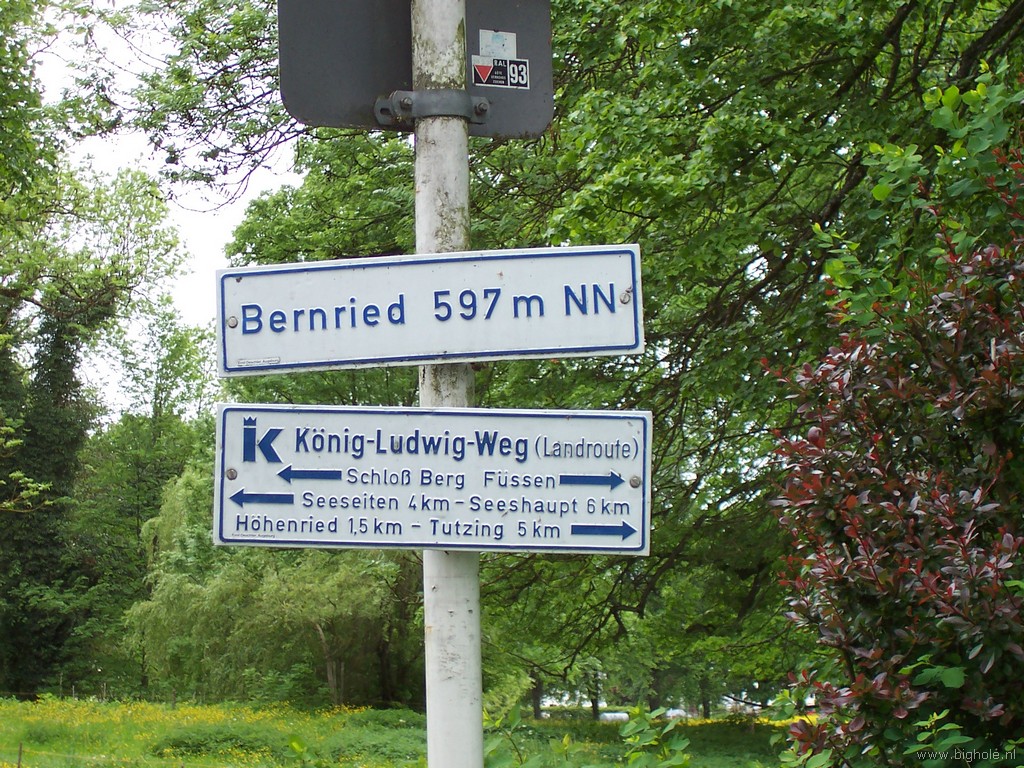 RAL
93
Bernried 597 m NN
K König-Ludwig-Weg (Landroute)
Schloß Berg Füssen
Seeseiten 4 km - Seeshaupt 6 km
Höhenried 1,5 km - Tutzing 5 km
www.bighole.nl